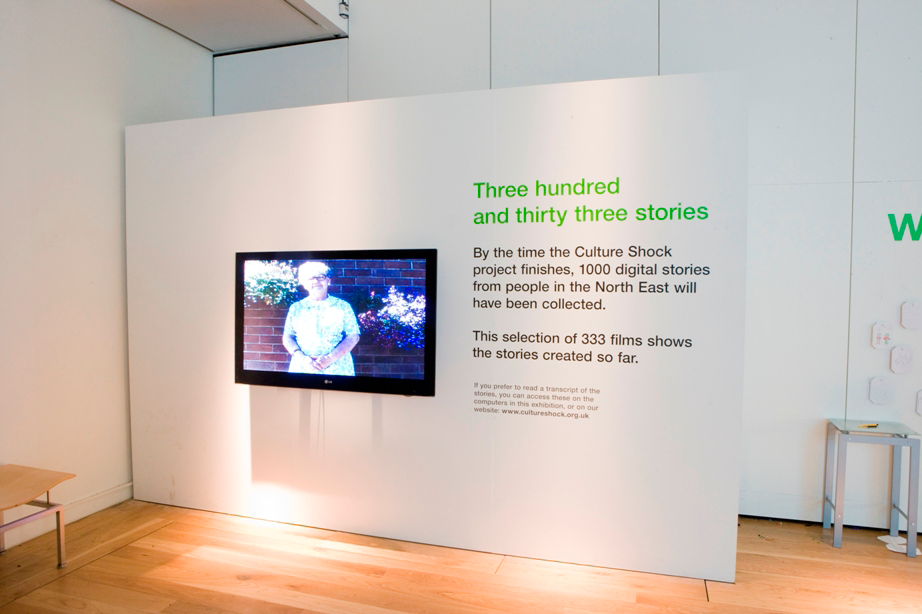 Three hundred
and thirty three stories
By the time the Culture Shock
project finishes, 1000 digital stories
from people in the North East will
have been collected.
This selection of 333 films shows
the stories created so far.
If you prefer to read a transcript of the
stories, you can access these on the
computers in this exhibition, or on our
website: www.cultureshock.org.uk
LG
W